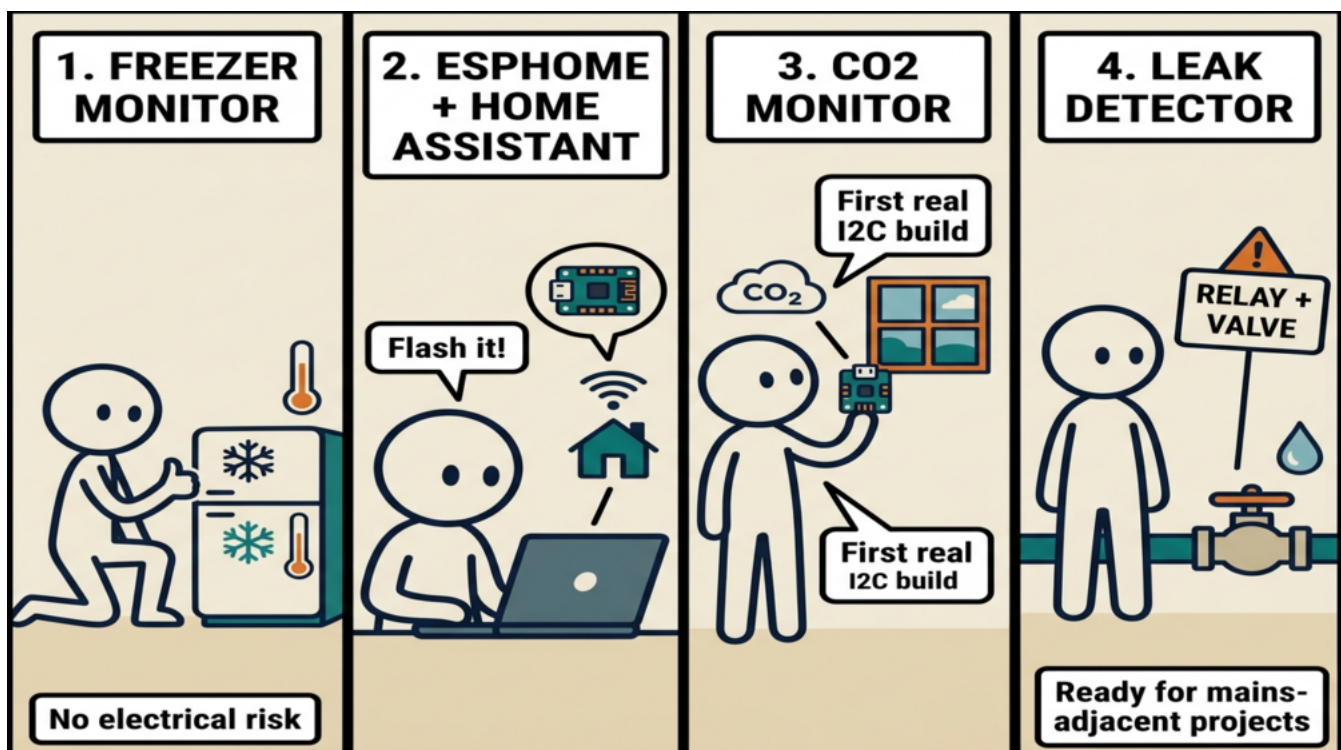 1. FREEZER
MONITOR
No electrical risk
2. ESPHOME
+ HOME
ASSISTANT
Flash it!
3. CO2
MONITOR
First real
I2C build
CO₂
First real
I2C build
4. LEAK
DETECTOR
!
RELAY +
VALVE
Ready for mains-
adjacent projects